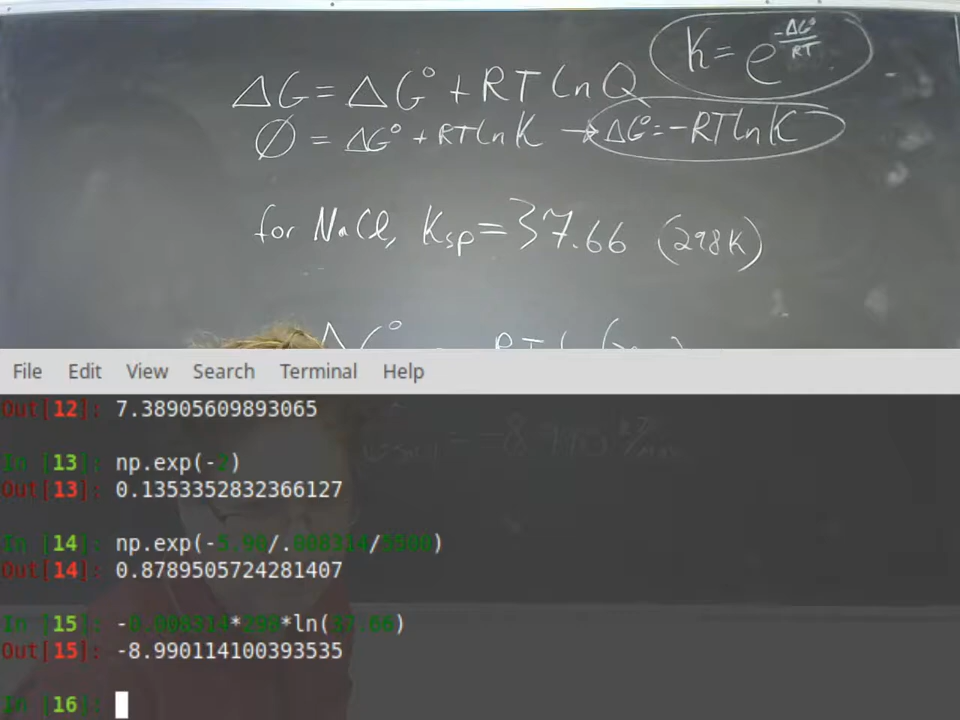 K = e^(-ΔG°/RT)
ΔG = ΔG° + RT ln Q
Ø = ΔG° + RT ln K → ΔG° = -RT ln K
for NaCl, Ksp = 37.66 (298K)
File Edit View Search Terminal Help
Out[12]: 7.38905609893065
In [13]: np.exp(-2)
Out[13]: 0.1353352832366127
In [14]: np.exp(-5.90/.008314/5500)
Out[14]: 0.8789505724281407
In [15]: -0.008314*298*ln(37.66)
Out[15]: -8.990114100393535
In [16]: